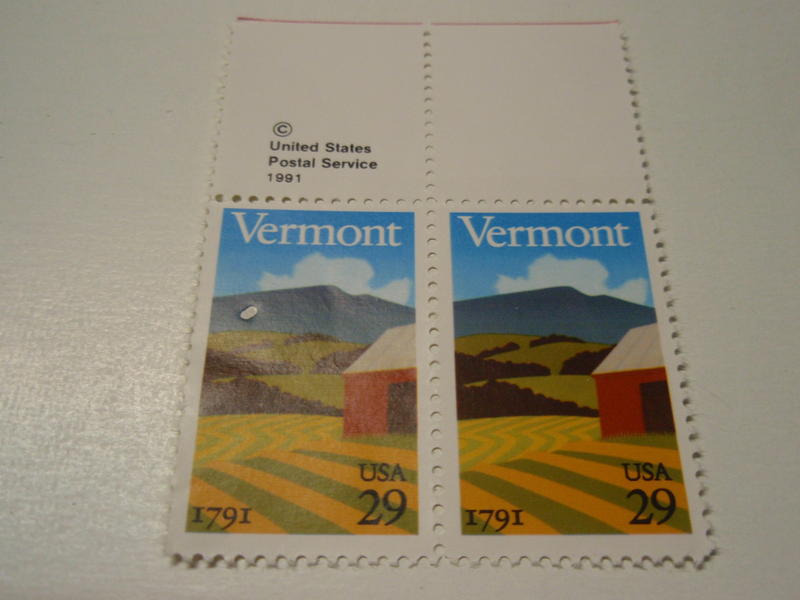 ©
United States
Postal Service
1991
Vermont
USA
1791 29
Vermont
USA
1791 29